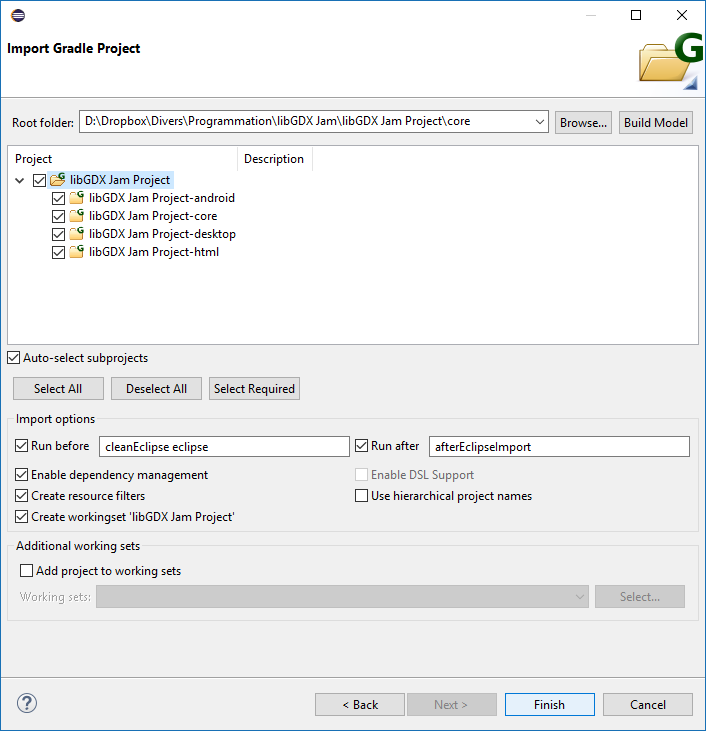 Import Gradle Project
G
Root folder: D:\Dropbox\Divers\Programmation\libGDX Jam\libGDX Jam Project\core Browse... Build Model
Project Description
G libGDX Jam Project
G libGDX Jam Project-android
G libGDX Jam Project-core
G libGDX Jam Project-desktop
G libGDX Jam Project-html
Auto-select subprojects
Select All Deselect All Select Required
Import options
Run before cleanEclipse eclipse Run after afterEclipseImport
Enable dependency management Enable DSL Support
Create resource filters Use hierarchical project names
Create workingset 'libGDX Jam Project'
Additional working sets
Add project to working sets
Working sets: Select...
? < Back Next > Finish Cancel